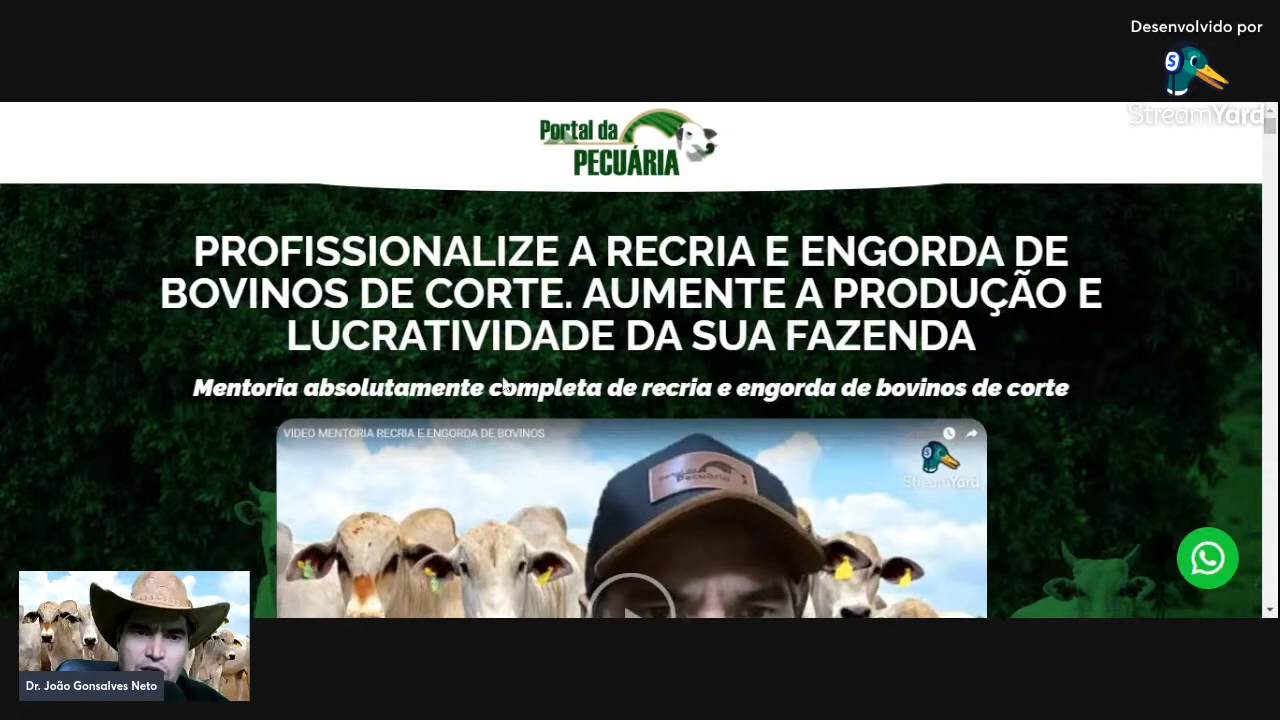 Desenvolvido por
S
StreamYard
Portal da
PECUÁRIA
PROFISSIONALIZE A RECRIA E ENGORDA DE
BOVINOS DE CORTE. AUMENTE A PRODUÇÃO E
LUCRATIVIDADE DA SUA FAZENDA
Mentoria absolutamente completa de recria e engorda de bovinos de corte
VIDEO MENTORIA RECRIA E ENGORDA DE BOVINOS
S
StreamYard
Pecuária
Dr. João Gonsalves Neto